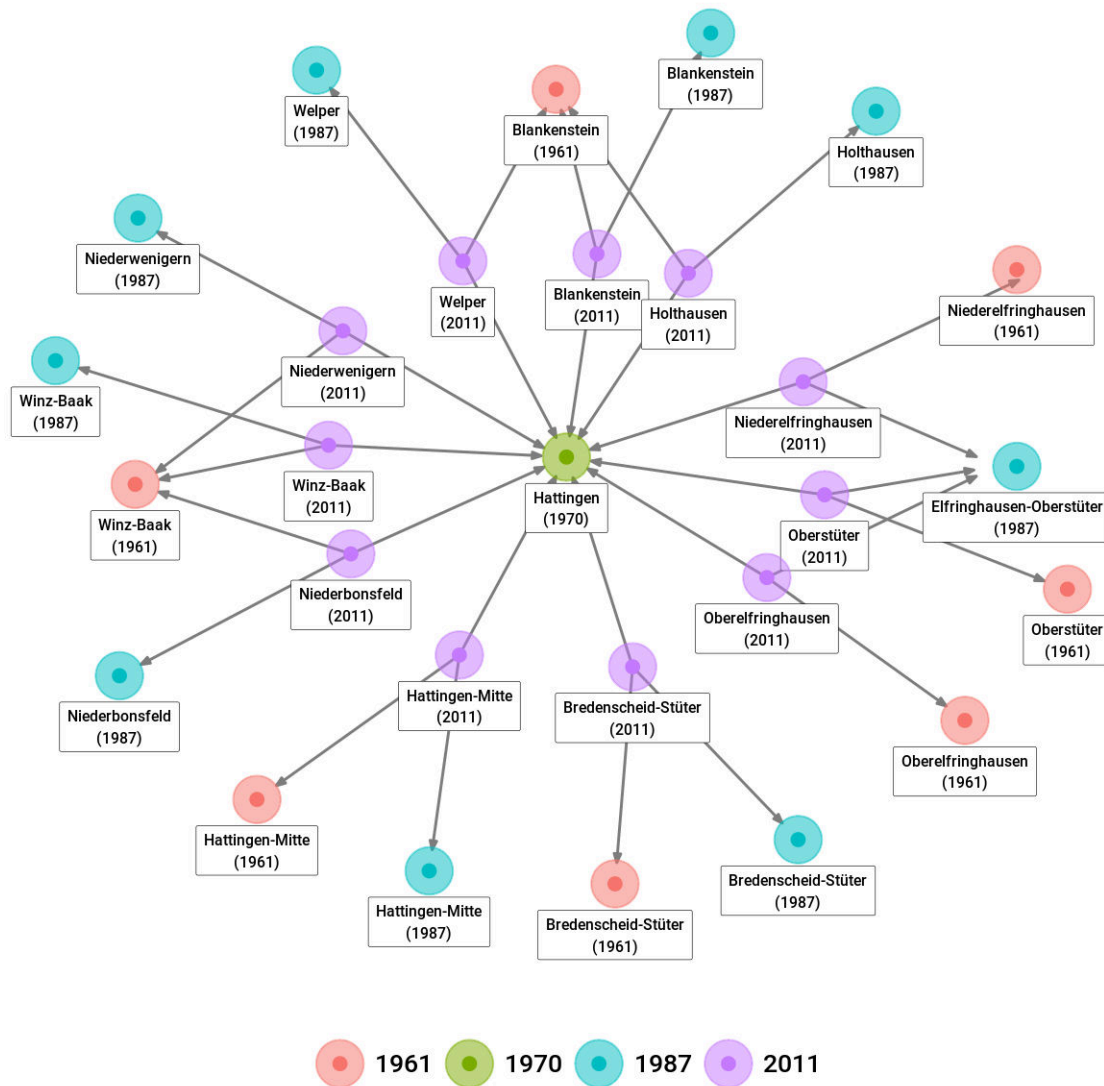 Blankenstein
(1987)
Welper
(1987)
Blankenstein
(1961)
Holthausen
(1987)
Niederwenigern
(1987)
Welper
(2011)
Blankenstein
(2011)
Holthausen
(2011)
Niederelfringhausen
(1961)
Niederwenigern
(2011)
Winz-Baak
(1987)
Niederelfringhausen
(2011)
Winz-Baak
(2011)
Hattingen
(1970)
Elfringhausen-Oberstüter
(1987)
Winz-Baak
(1961)
Oberstüter
(2011)
Niederbonsfeld
(2011)
Oberelfringhausen
(2011)
Oberstüter
(1961)
Hattingen-Mitte
(2011)
Bredenscheid-Stüter
(2011)
Niederbonsfeld
(1987)
Oberelfringhausen
(1961)
Hattingen-Mitte
(1961)
Bredenscheid-Stüter
(1987)
Hattingen-Mitte
(1987)
Bredenscheid-Stüter
(1961)
1961 1970 1987 2011